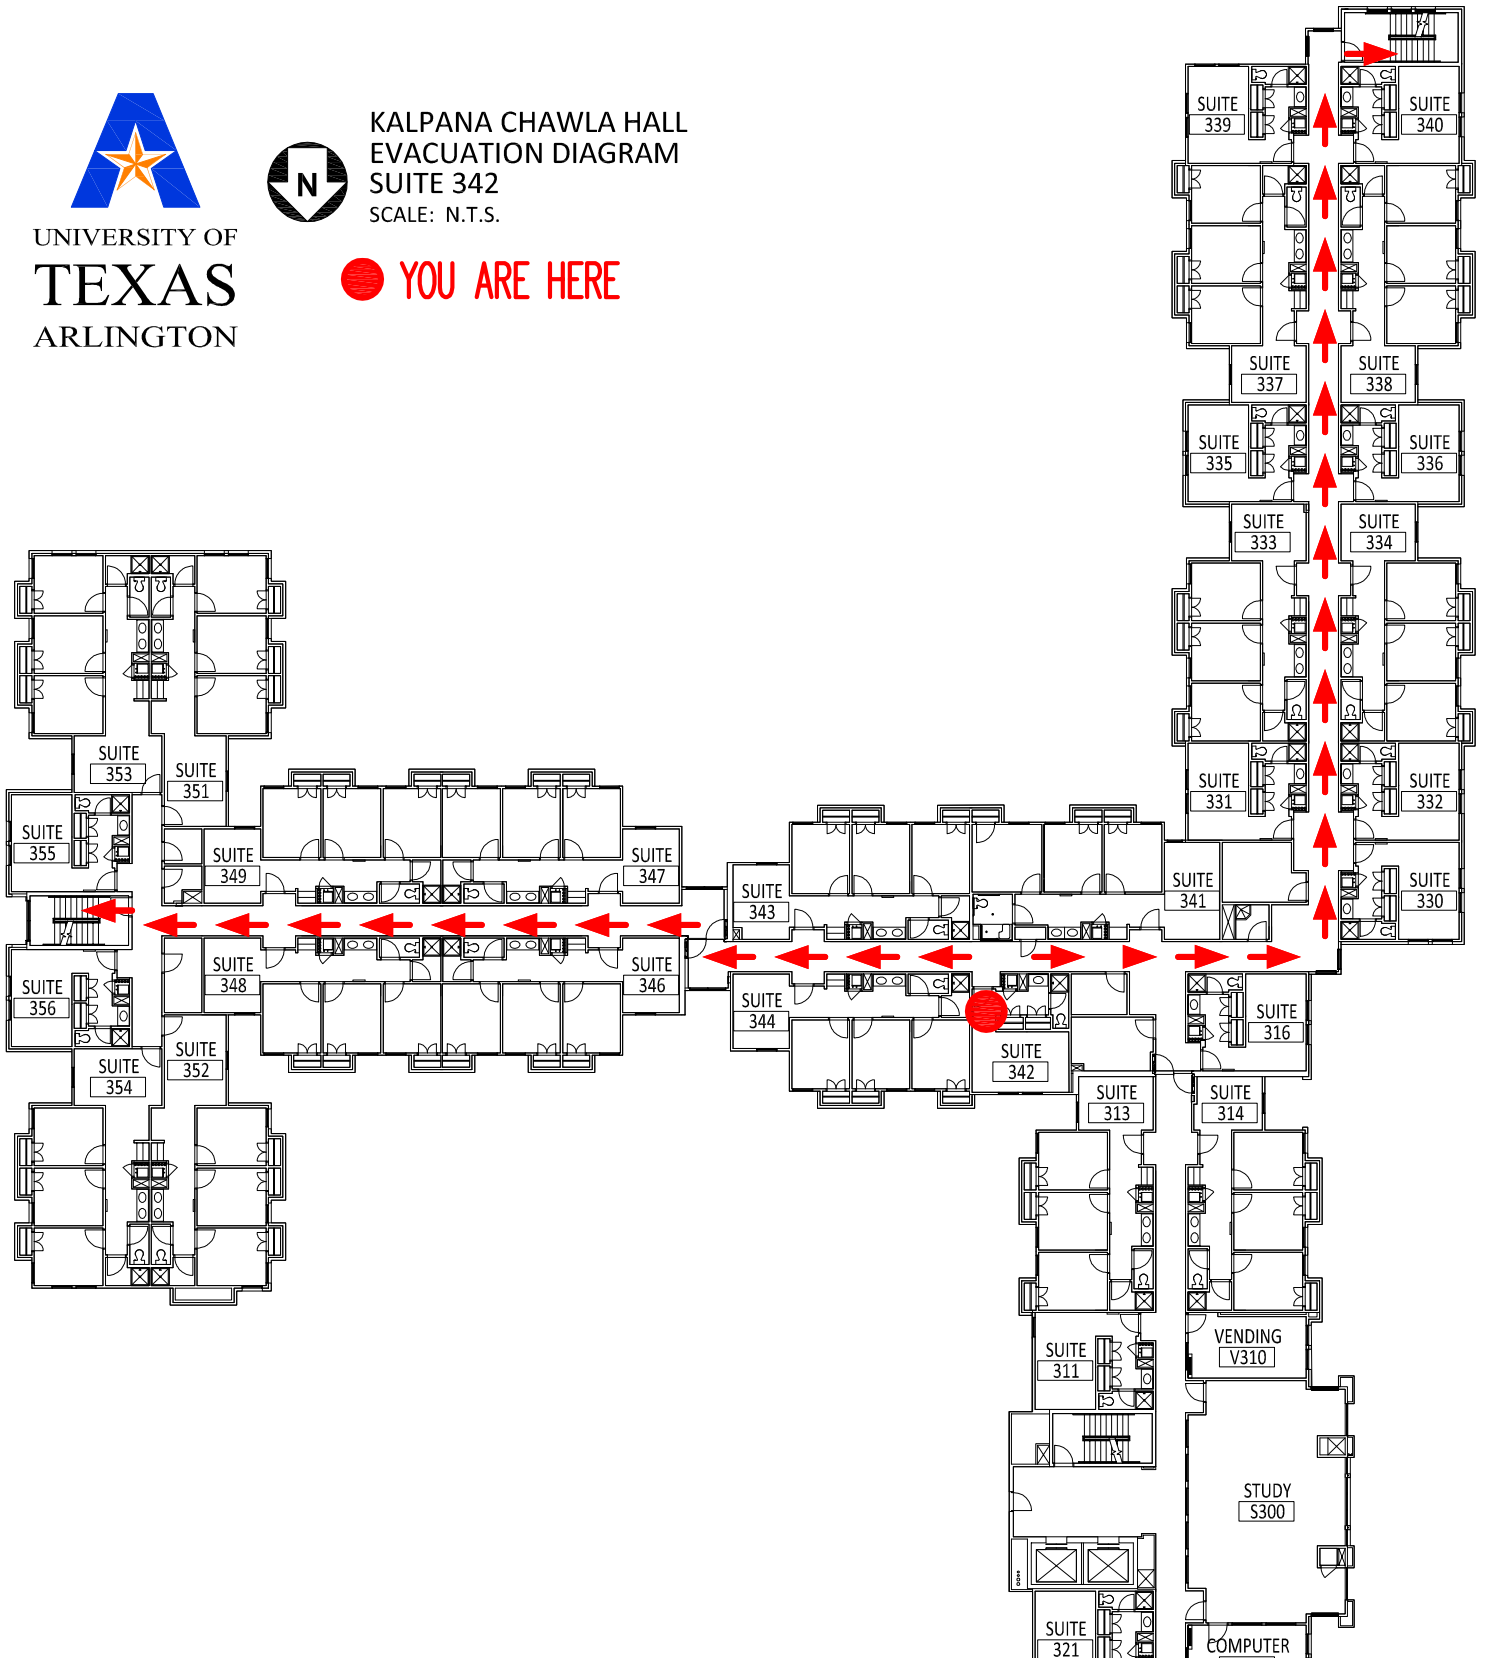 KALPANA CHAWLA HALL
EVACUATION DIAGRAM
SUITE 342
SCALE: N.T.S.
N
UNIVERSITY OF
TEXAS
ARLINGTON
YOU ARE HERE
SUITE
339
SUITE
340
SUITE
337
SUITE
338
SUITE
335
SUITE
336
SUITE
333
SUITE
334
SUITE
331
SUITE
332
SUITE
353
SUITE
351
SUITE
355
SUITE
349
SUITE
347
SUITE
343
SUITE
341
SUITE
330
SUITE
356
SUITE
348
SUITE
346
SUITE
344
SUITE
316
SUITE
354
SUITE
352
SUITE
342
SUITE
313
SUITE
314
SUITE
311
VENDING
V310
STUDY
S300
SUITE
321
COMPUTER